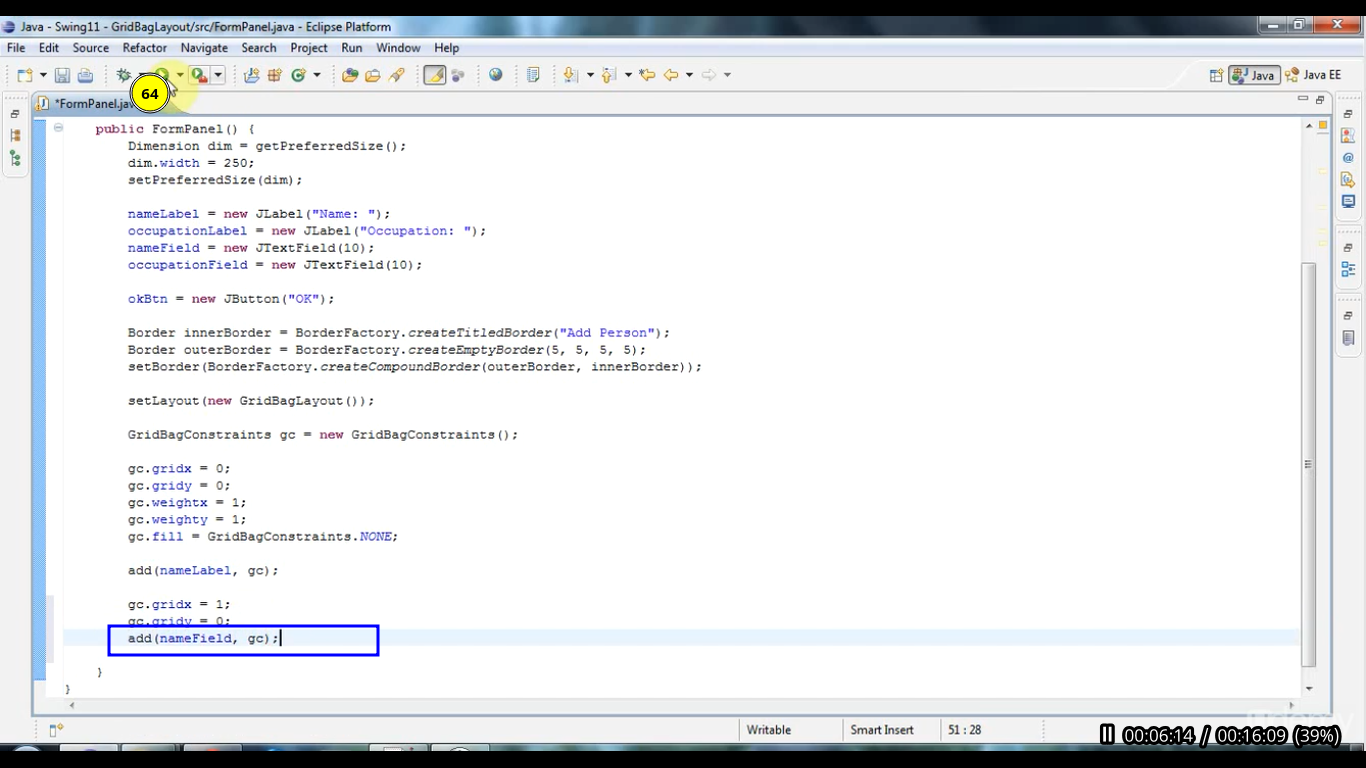 Java - Swing11 - GridBagLayout/src/FormPanel.java - Eclipse Platform
File Edit Source Refactor Navigate Search Project Run Window Help
64
Java
Java EE
*FormPanel.jav
public FormPanel() {
Dimension dim = getPreferredSize();
dim.width = 250;
setPreferredSize(dim);
nameLabel = new JLabel("Name: ");
occupationLabel = new JLabel("Occupation: ");
nameField = new JTextField(10);
occupationField = new JTextField(10);
okBtn = new JButton("OK");
Border innerBorder = BorderFactory.createTitledBorder("Add Person");
Border outerBorder = BorderFactory.createEmptyBorder(5, 5, 5, 5);
setBorder(BorderFactory.createCompoundBorder(outerBorder, innerBorder));
setLayout(new GridBagLayout());
GridBagConstraints gc = new GridBagConstraints();
gc.gridx = 0;
gc.gridy = 0;
gc.weightx = 1;
gc.weighty = 1;
gc.fill = GridBagConstraints.NONE;
add(nameLabel, gc);
gc.gridx = 1;
gc.gridy = 0;
add(nameField, gc);
}
}
Writable
Smart Insert
51 : 28
00:06:14 / 00:16:09 (39%)